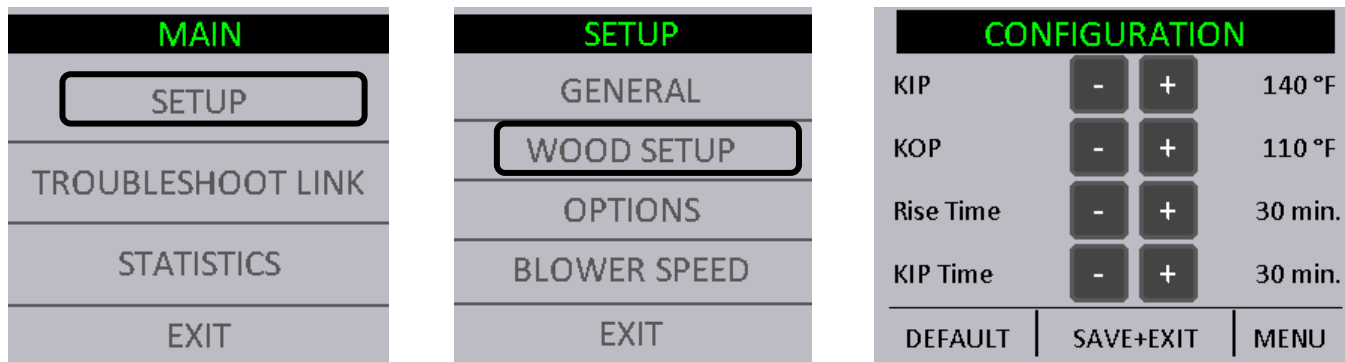 MAIN
SETUP
TROUBLESHOOT LINK
STATISTICS
EXIT
SETUP
GENERAL
WOOD SETUP
OPTIONS
BLOWER SPEED
EXIT
CONFIGURATION
KIP - + 140 °F
KOP - + 110 °F
Rise Time - + 30 min.
KIP Time - + 30 min.
DEFAULT SAVE+EXIT MENU